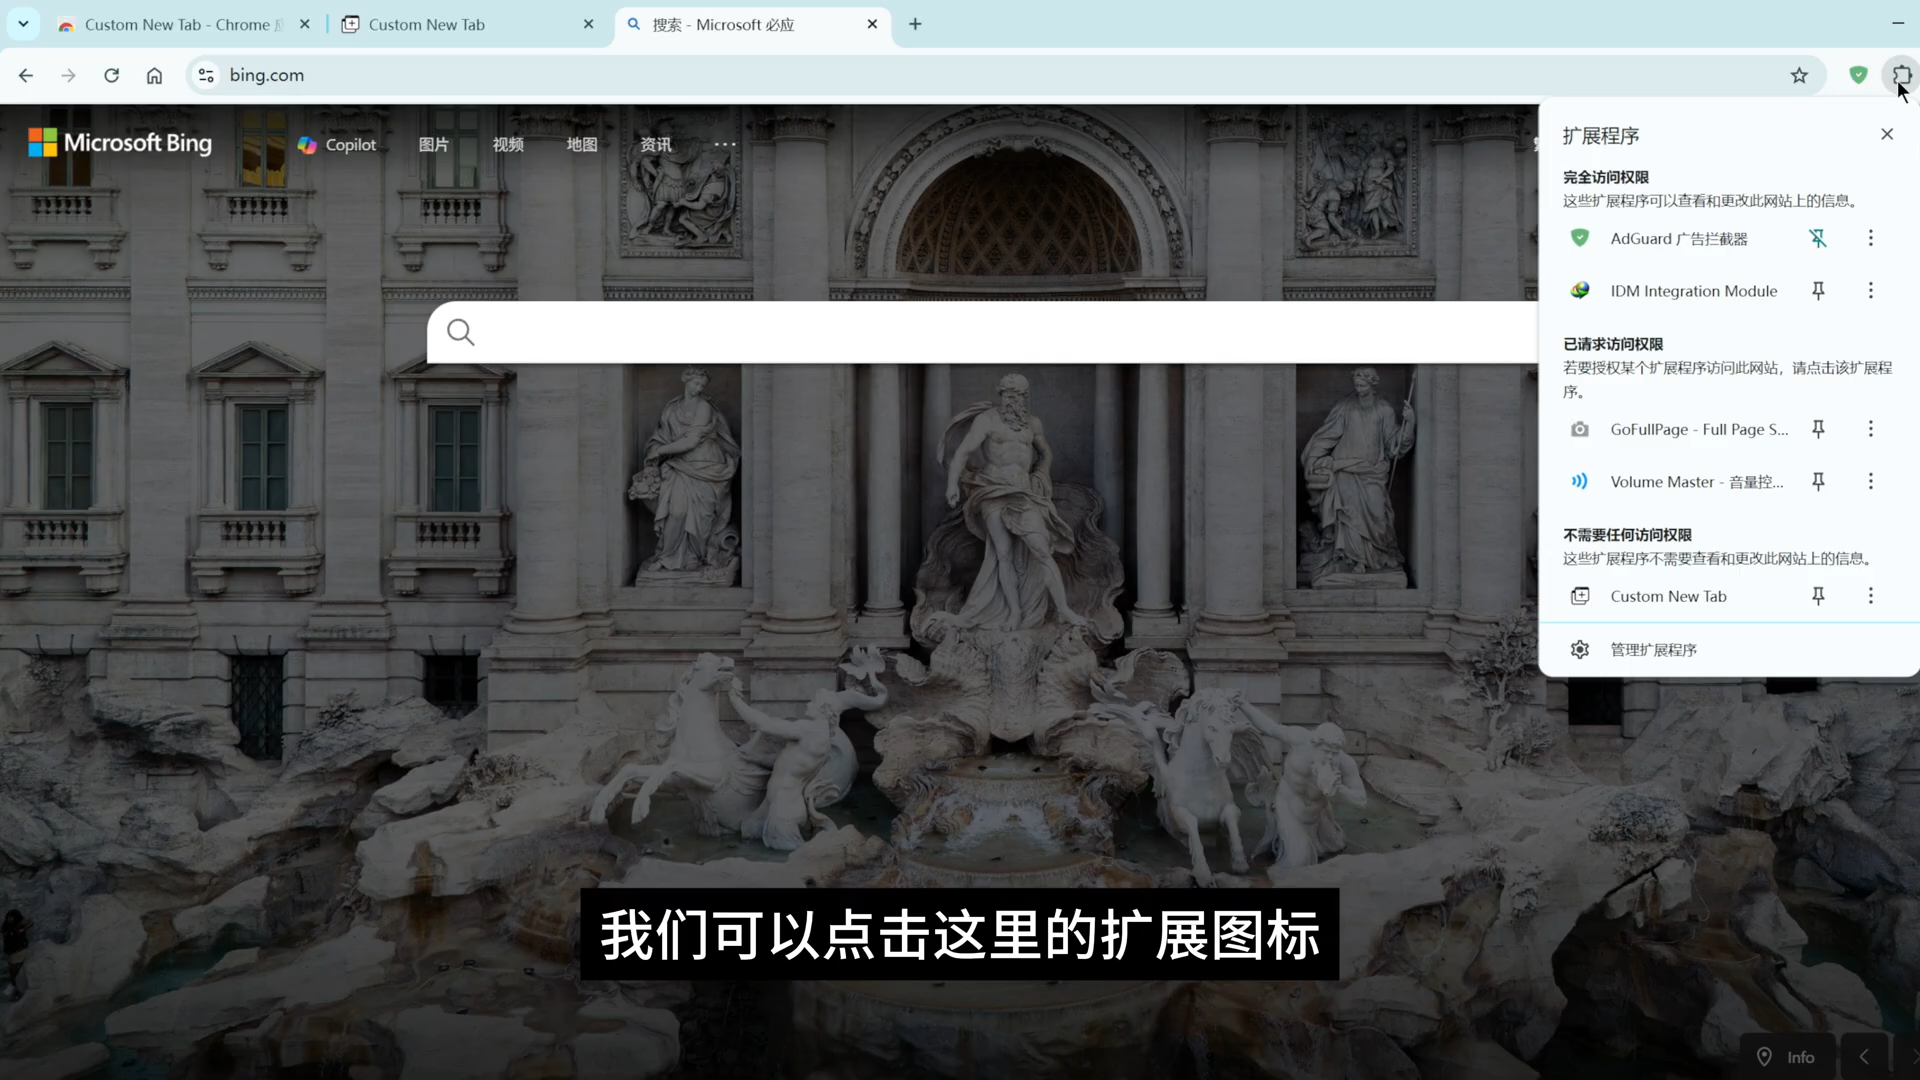 Custom New Tab - Chrome
Custom New Tab
搜索 - Microsoft 必应
bing.com
Microsoft Bing
Copilot
图片
视频
地图
资讯
扩展程序
完全访问权限
这些扩展程序可以查看和更改此网站上的信息。
AdGuard 广告拦截器
IDM Integration Module
已请求访问权限
若要授权某个扩展程序访问此网站，请点击该扩展程
序。
GoFullPage - Full Page S...
Volume Master - 音量控...
不需要任何访问权限
这些扩展程序不需要查看和更改此网站上的信息。
Custom New Tab
管理扩展程序
我们可以点击这里的扩展图标
Info